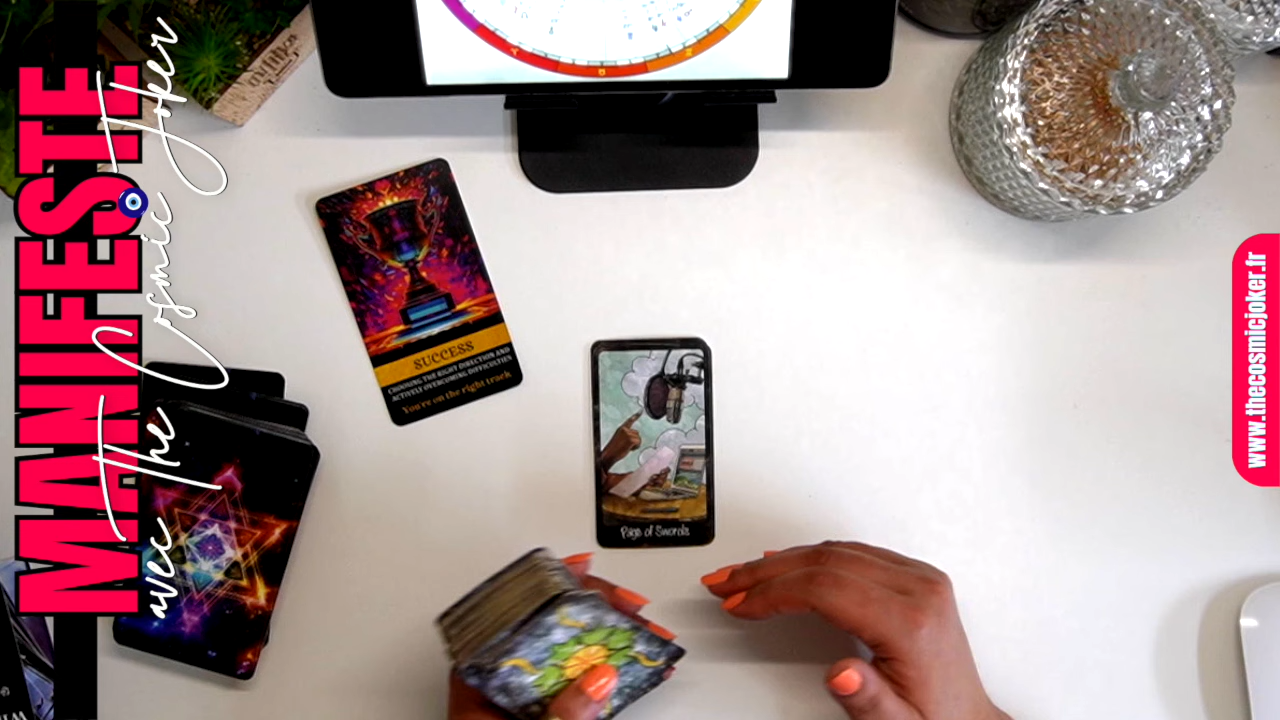 MANIFESTE
avec The Cosmic Joker
SUCCESS
CHOOSING THE RIGHT DIRECTION AND
ACTIVELY OVERCOMING DIFFICULTIES
You're on the right track
Page of Swords
www.thecosmicjoker.fr